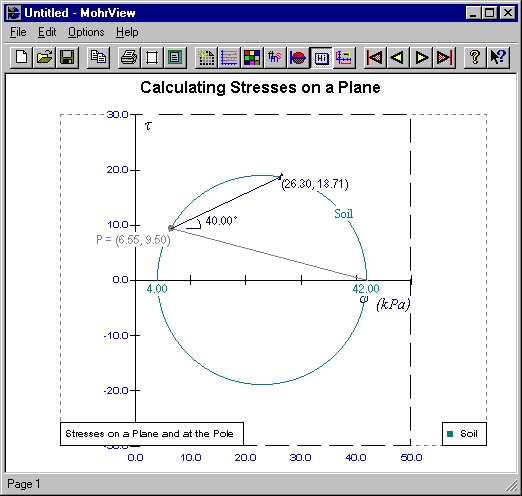 Untitled - MohrView
File Edit Options Help
Hi
Calculating Stresses on a Plane
30.0
τ
20.0
(26.30, 18.71)
Soil
10.0
40.00°
P = (6.55, 9.50)
0.0
4.00
42.00
σ (kPa)
-10.0
-20.0
-30.0
Stresses on a Plane and at the Pole
Soil
0.0 10.0 20.0 30.0 40.0 50.0
Page 1